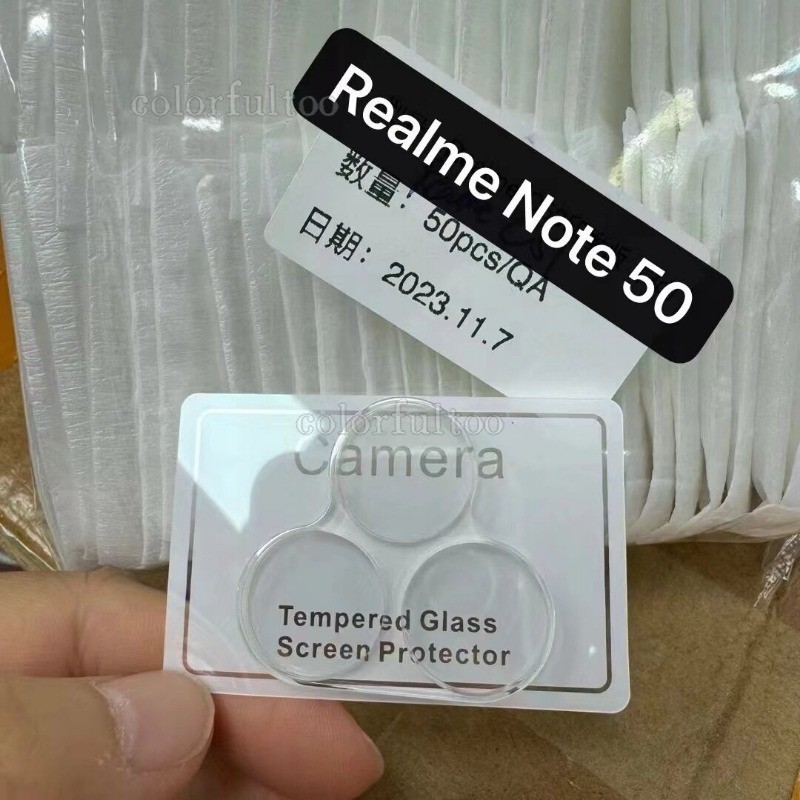 colorfultoo
Realme Note 50
数量: 50pcs/QA
日期: 2023.11.7
colorfultoo
Camera
Tempered Glass
Screen Protector